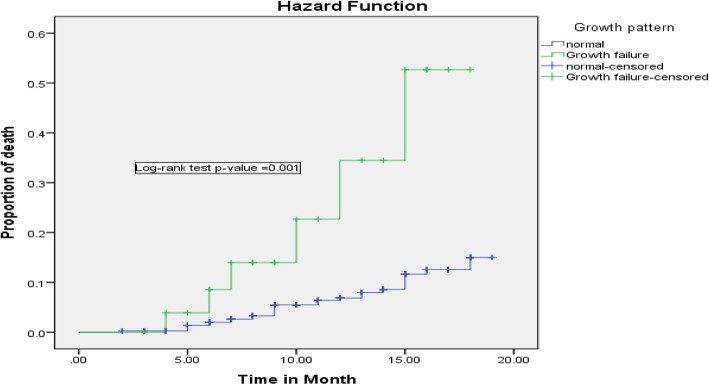 Hazard Function
Growth pattern
normal
Growth failure
normal-censored
Growth failure-censored
Proportion of death
0.6
0.5
0.4
0.3
0.2
0.1
0.0
Log-rank test p-value =0.001
.00
5.00
10.00
15.00
20.00
Time in Month